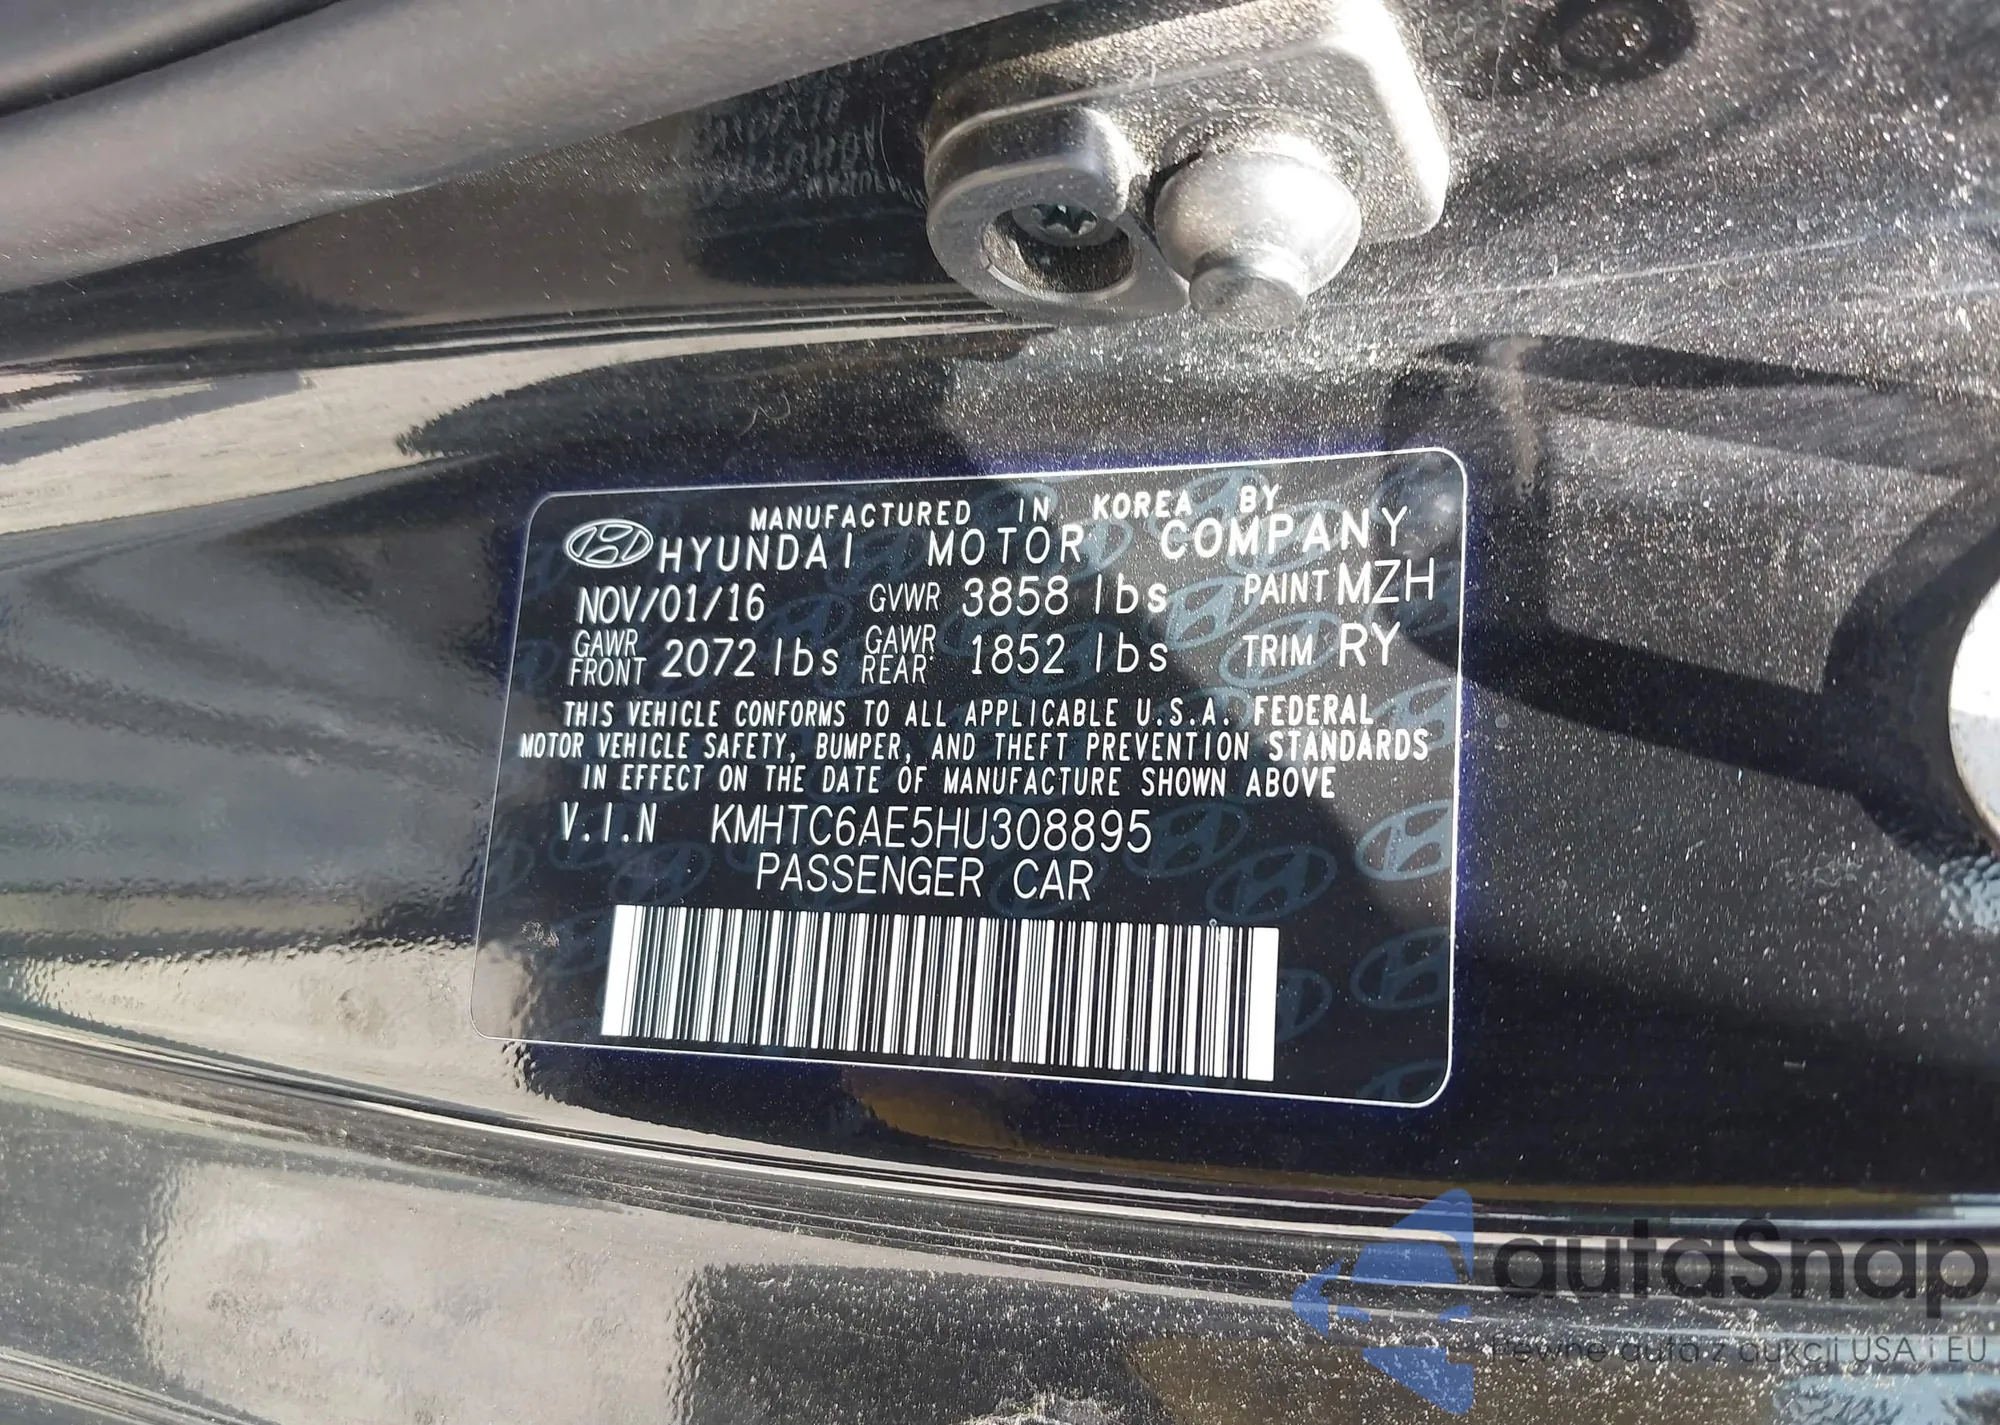 MANUFACTURED IN KOREA BY
HYUNDAI MOTOR COMPANY
NOV/01/16 GVWR 3858 lbs PAINT MZH
GAWR FRONT 2072 lbs GAWR REAR 1852 lbs TRIM RY
THIS VEHICLE CONFORMS TO ALL APPLICABLE U.S.A. FEDERAL
MOTOR VEHICLE SAFETY, BUMPER, AND THEFT PREVENTION STANDARDS
IN EFFECT ON THE DATE OF MANUFACTURE SHOWN ABOVE
V.I.N KMHTC6AE5HU308895
PASSENGER CAR
autaSnap
Pewne auta z aukcji USA i EU